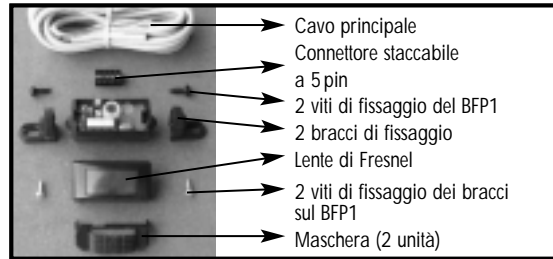 Cavo principale
Connettore staccabile
a 5 pin
2 viti di fissaggio del BFP1
2 bracci di fissaggio
Lente di Fresnel
2 viti di fissaggio dei bracci
sul BFP1
Maschera (2 unità)